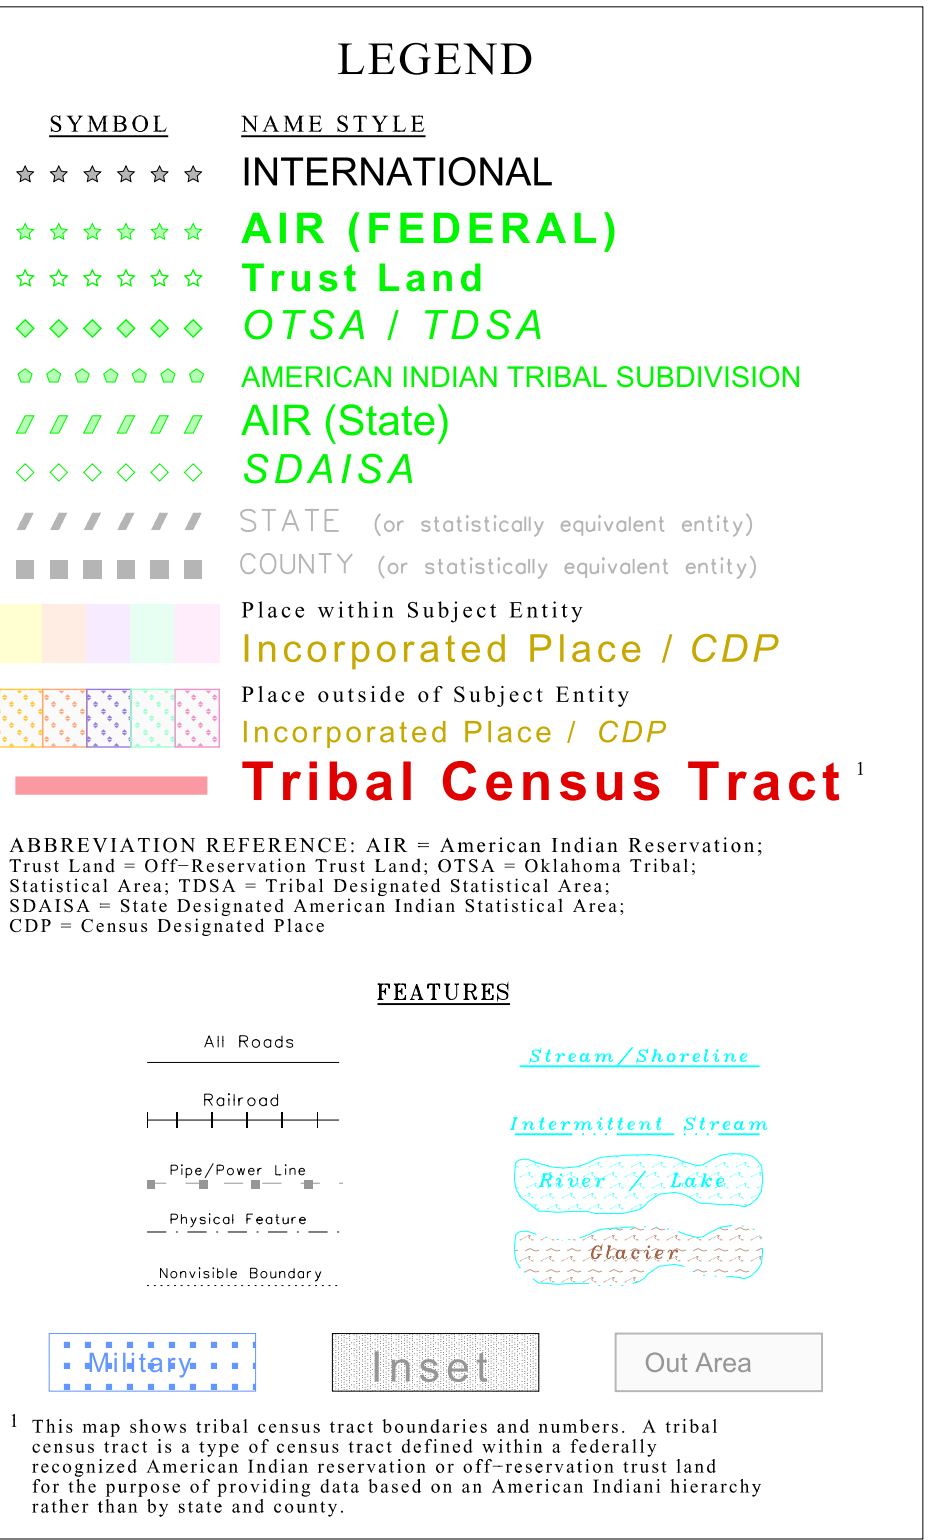 LEGEND
SYMBOL NAME STYLE
INTERNATIONAL
AIR (FEDERAL)
Trust Land
OTSA / TDSA
AMERICAN INDIAN TRIBAL SUBDIVISION
AIR (State)
SDAISA
STATE (or statistically equivalent entity)
COUNTY (or statistically equivalent entity)
Place within Subject Entity
Incorporated Place / CDP
Place outside of Subject Entity
Incorporated Place / CDP
Tribal Census Tract 1
ABBREVIATION REFERENCE: AIR = American Indian Reservation;
Trust Land = Off−Reservation Trust Land; OTSA = Oklahoma Tribal;
Statistical Area; TDSA = Tribal Designated Statistical Area;
SDAISA = State Designated American Indian Statistical Area;
CDP = Census Designated Place
FEATURES
All Roads
Railroad
Pipe/Power Line
Physical Feature
Nonvisible Boundary
Stream/Shoreline
Intermittent Stream
River / Lake
Glacier
Military
Inset
Out Area
1 This map shows tribal census tract boundaries and numbers. A tribal
census tract is a type of census tract defined within a federally
recognized American Indian reservation or off−reservation trust land
for the purpose of providing data based on an American Indiani hierarchy
rather than by state and county.